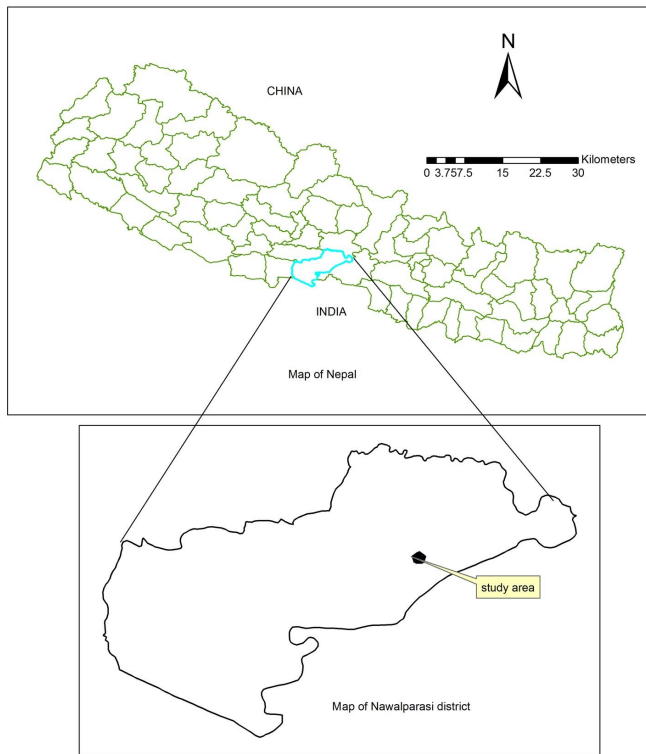 N
CHINA
Kilometers
0 3.757.5 15 22.5 30
INDIA
Map of Nepal
study area
Map of Nawalparasi district